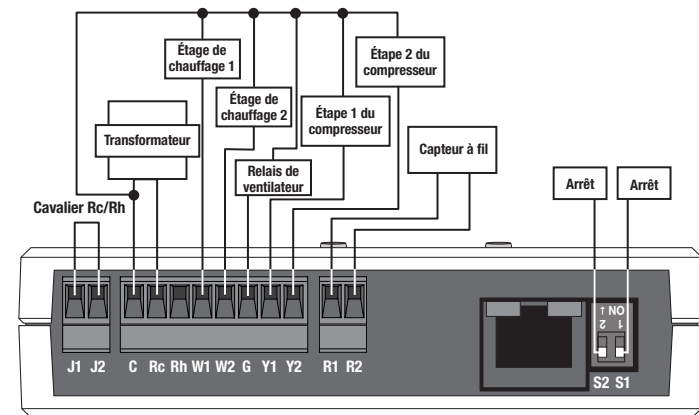 Étage de
chauffage 1
Étape 2 du
compresseur
Étage de
chauffage 2
Étape 1 du
compresseur
Transformateur
Capteur à fil
Relais de
ventilateur
Arrêt
Arrêt
Cavalier Rc/Rh
ON ↓
1 2
J1 J2 C Rc Rh W1 W2 G Y1 Y2 R1 R2 S2 S1